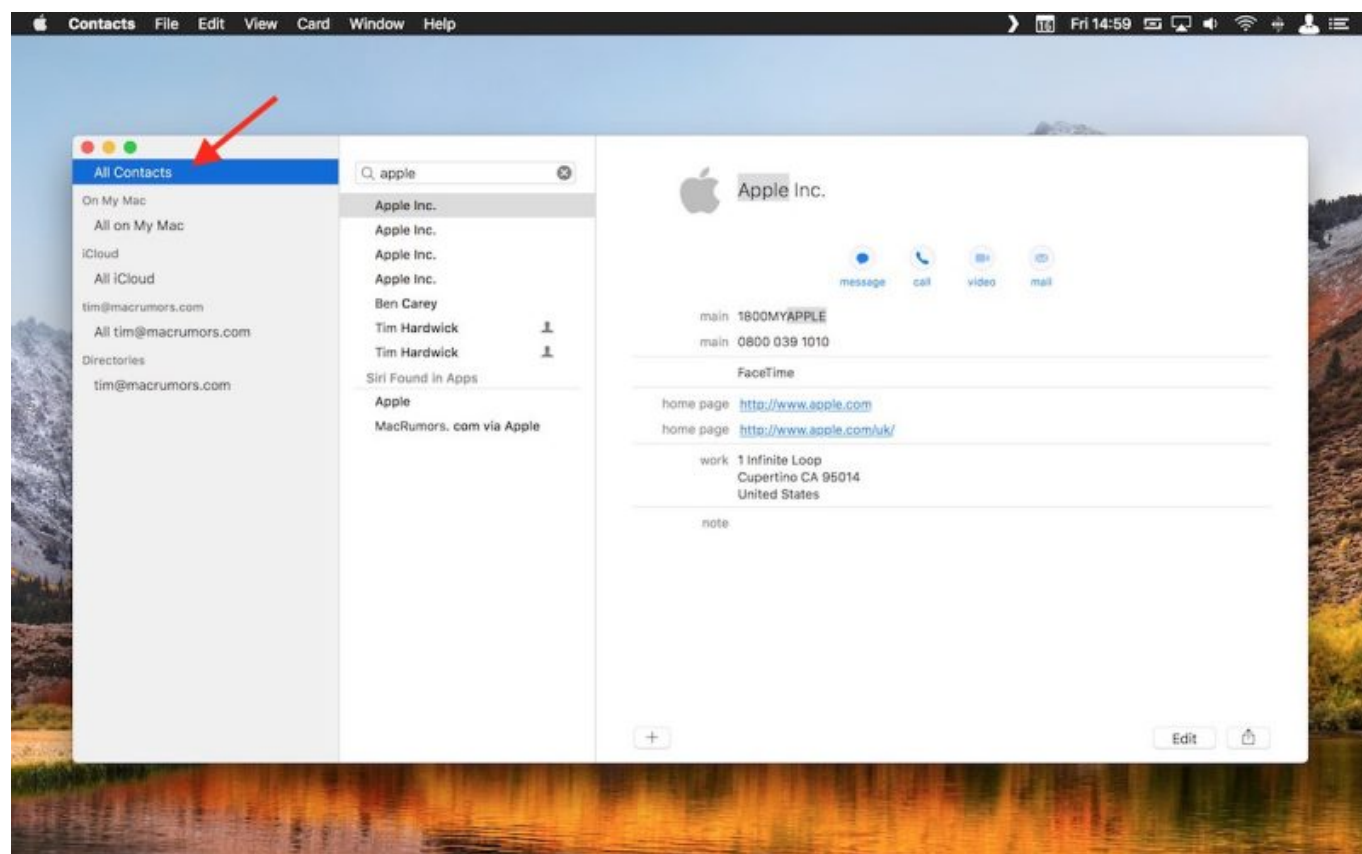 Contacts File Edit View Card Window Help
Fri 14:59
All Contacts
On My Mac
All on My Mac
iCloud
All iCloud
tim@macrumors.com
All tim@macrumors.com
Directories
tim@macrumors.com
apple
Apple Inc.
Apple Inc.
Apple Inc.
Apple Inc.
Ben Carey
Tim Hardwick
Tim Hardwick
Siri Found in Apps
Apple
MacRumors. com via Apple
Apple Inc.
message call video mail
main 1800MYAPPLE
main 0800 039 1010
FaceTime
home page http://www.apple.com
home page http://www.apple.com/uk/
work 1 Infinite Loop
Cupertino CA 95014
United States
note
+ Edit